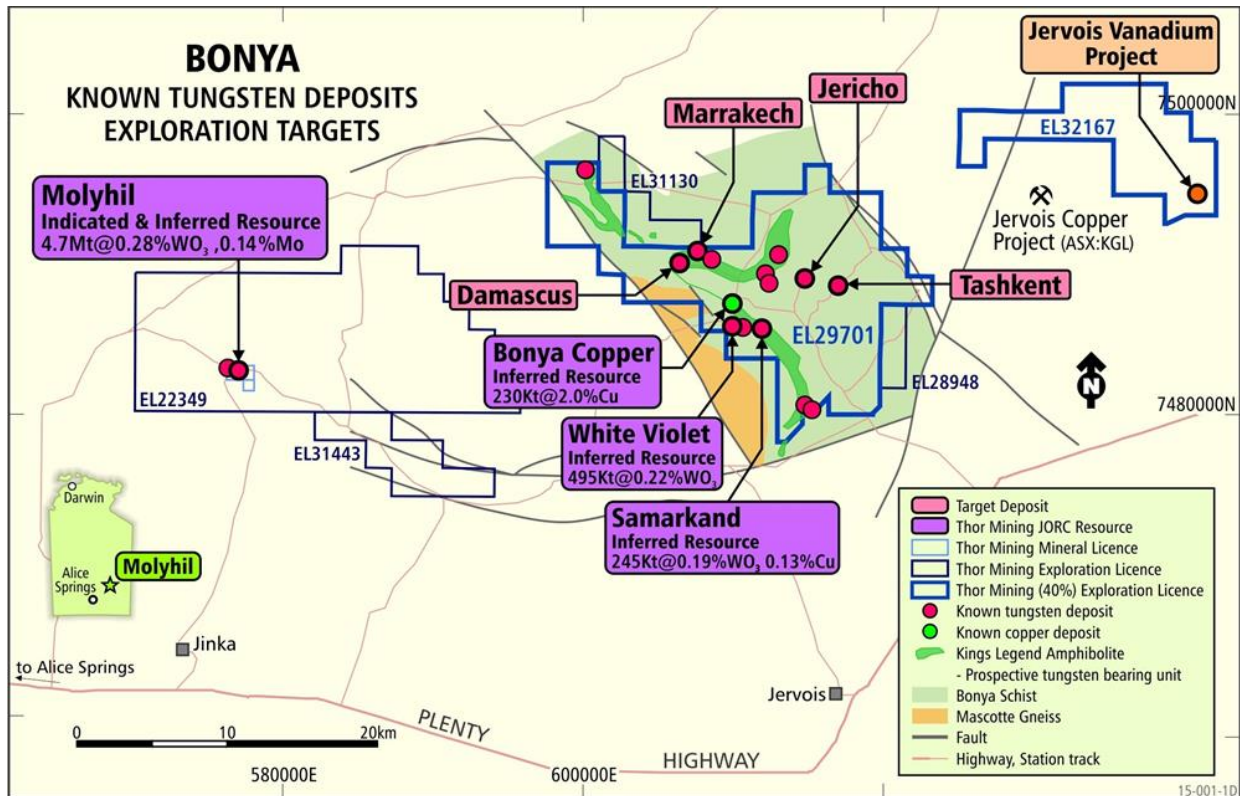 BONYA
KNOWN TUNGSTEN DEPOSITS
EXPLORATION TARGETS
Jervois Vanadium
Project
Jericho
Marrakech
7500000N
EL32167
EL31130
Molyhil
Indicated & Inferred Resource
4.7Mt@0.28%WO₃ ,0.14%Mo
Jervois Copper
Project (ASX:KGL)
Damascus
Tashkent
EL29701
Bonya Copper
Inferred Resource
230Kt@2.0%Cu
EL28948
N
EL22349
7480000N
EL31443
White Violet
Inferred Resource
495Kt@0.22%WO₃
Samarkand
Inferred Resource
245Kt@0.19%WO₃ 0.13%Cu
Darwin
Alice
Springs
Molyhil
Target Deposit
Thor Mining JORC Resource
Thor Mining Mineral Licence
Thor Mining Exploration Licence
Thor Mining (40%) Exploration Licence
Known tungsten deposit
Known copper deposit
Kings Legend Amphibolite
- Prospective tungsten bearing unit
Bonya Schist
Mascotte Gneiss
Fault
Highway, Station track
Jinka
to Alice Springs
Jervois
PLENTY
HIGHWAY
0 10 20km
580000E
600000E
15-001-1D